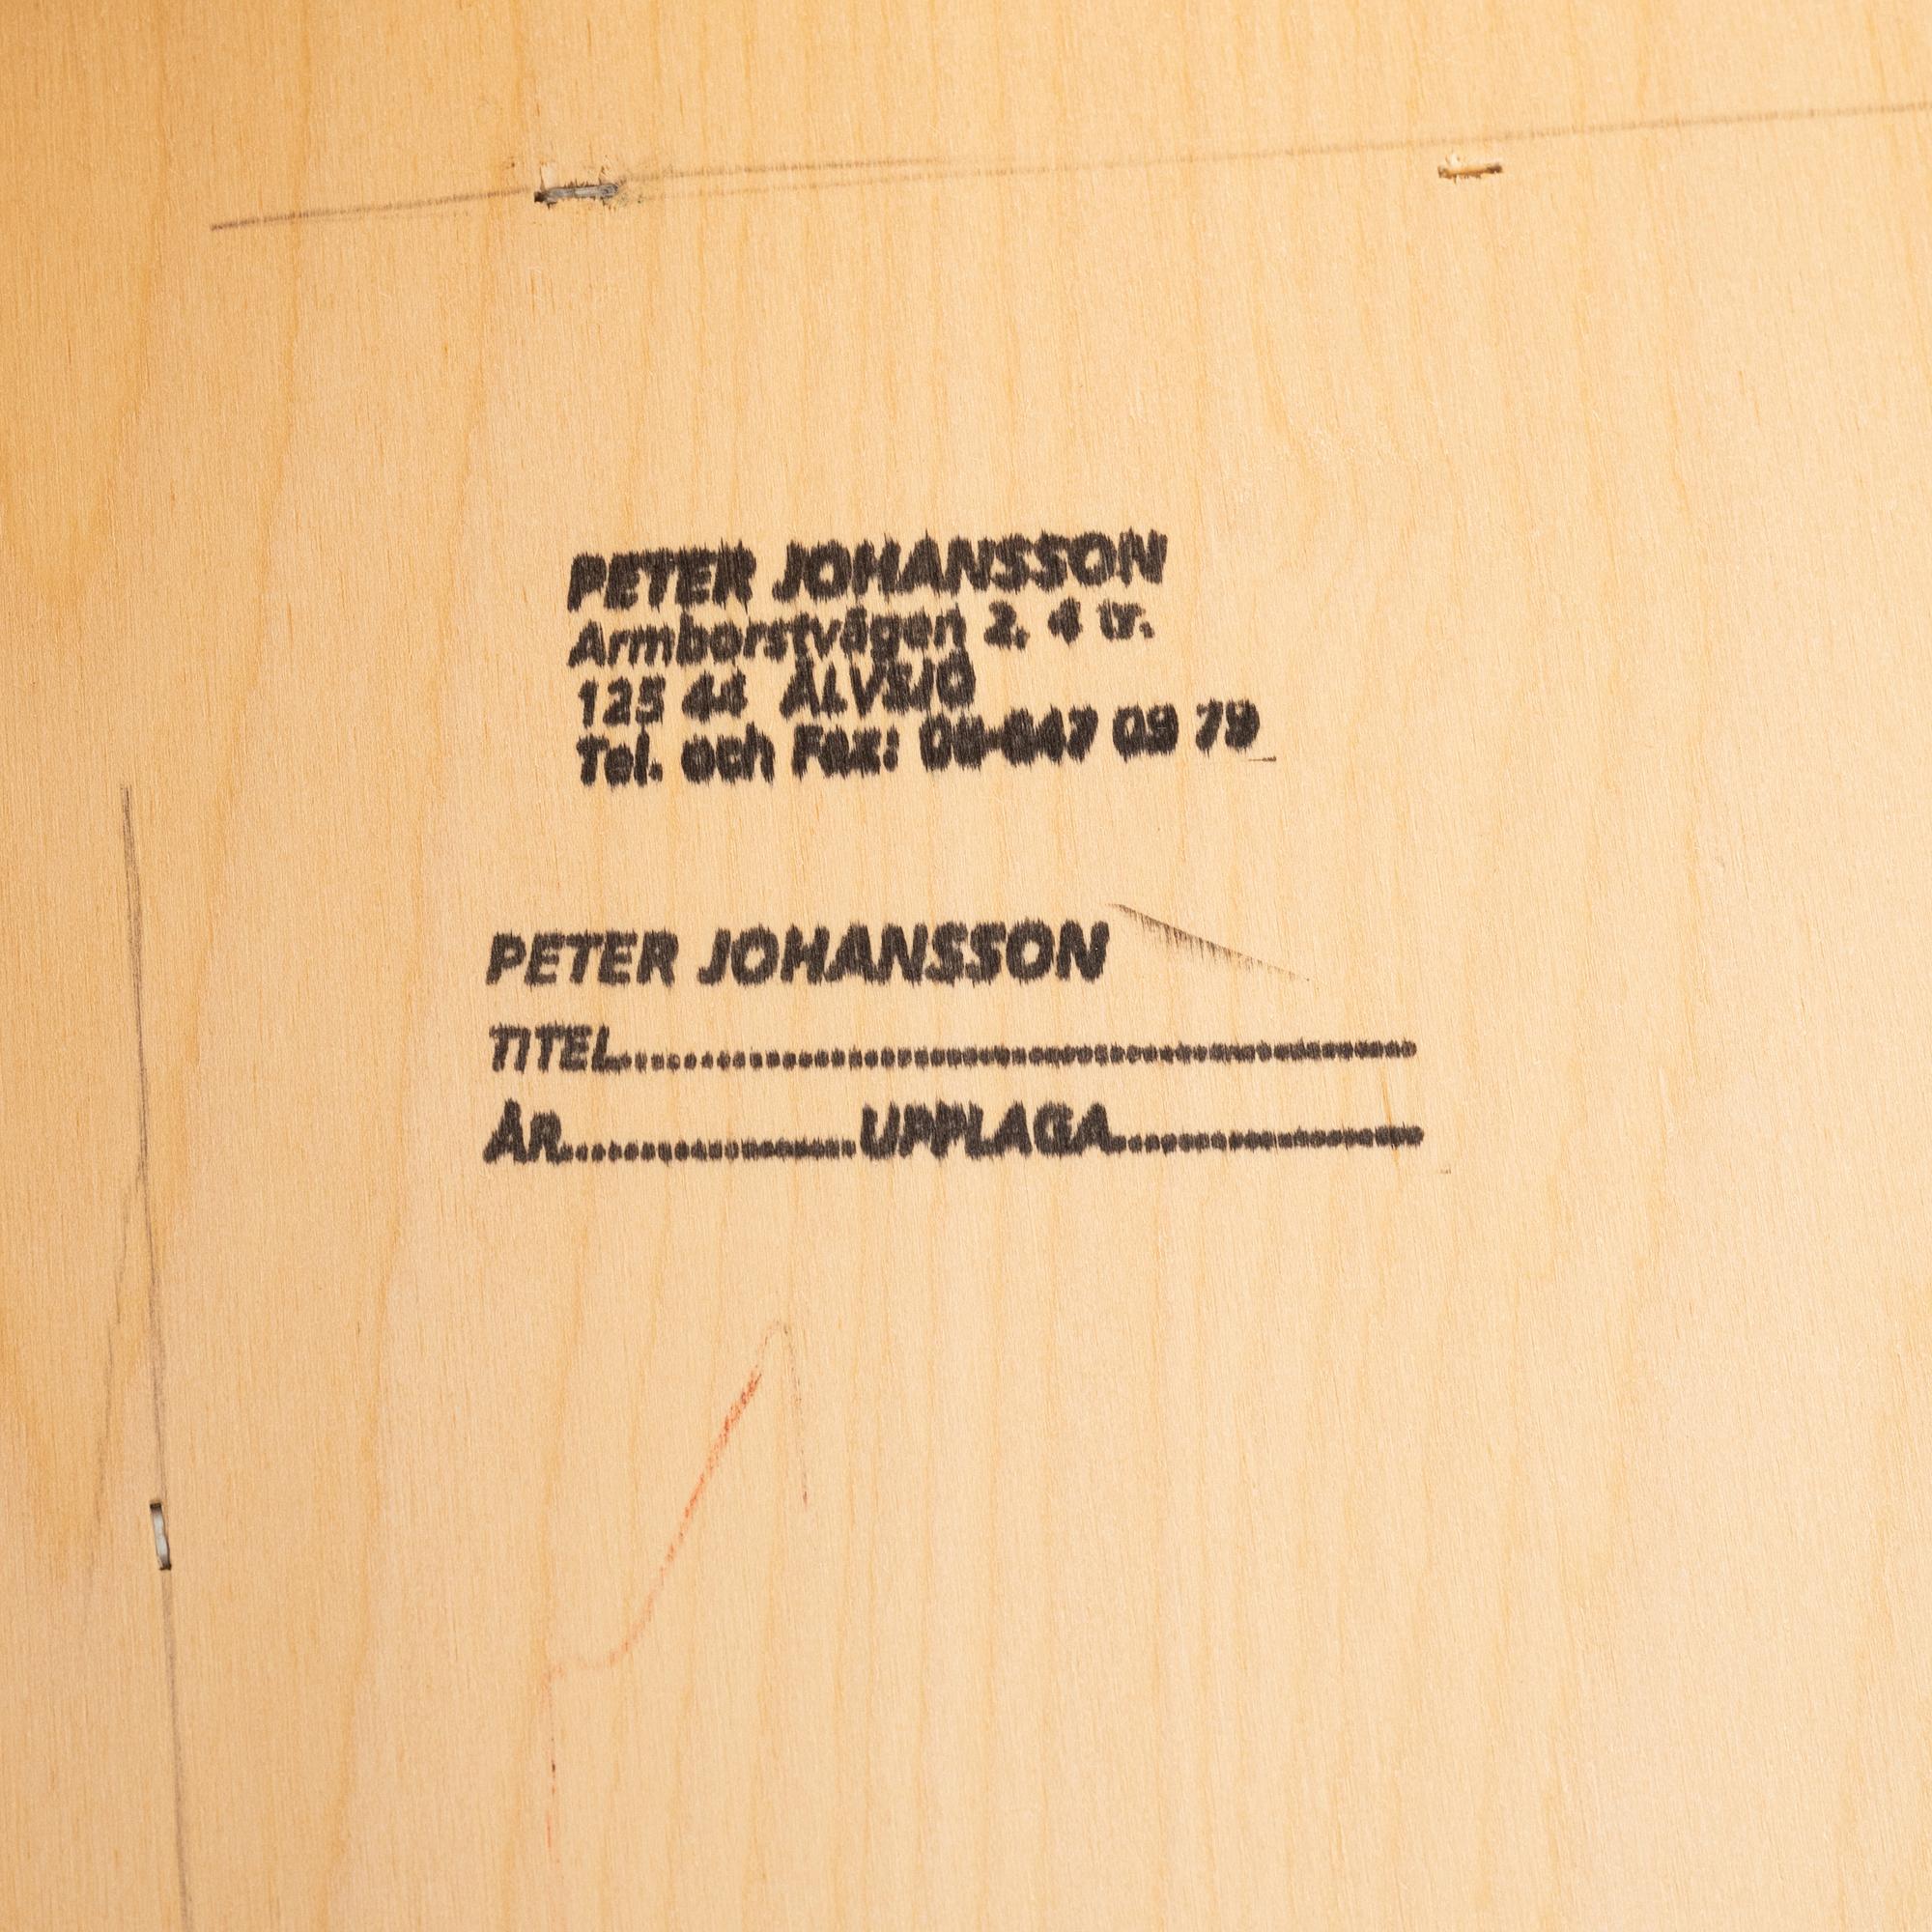 PETER JOHANSSON
Armborstvägen 2, 4 tr.
125 44 ÄLVSJÖ
Tel. och Fax: 08-647 09 79
PETER JOHANSSON
TITEL................................................
ÅR....................UPPLAGA....................